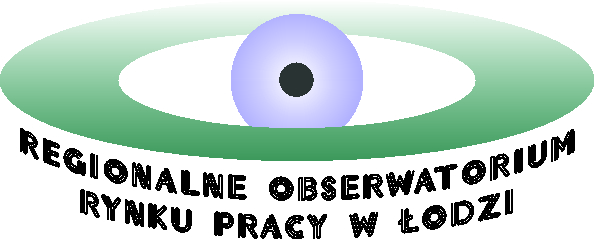 REGIONALNE OBSERWATORIUM
RYNKU PRACY W ŁODZI